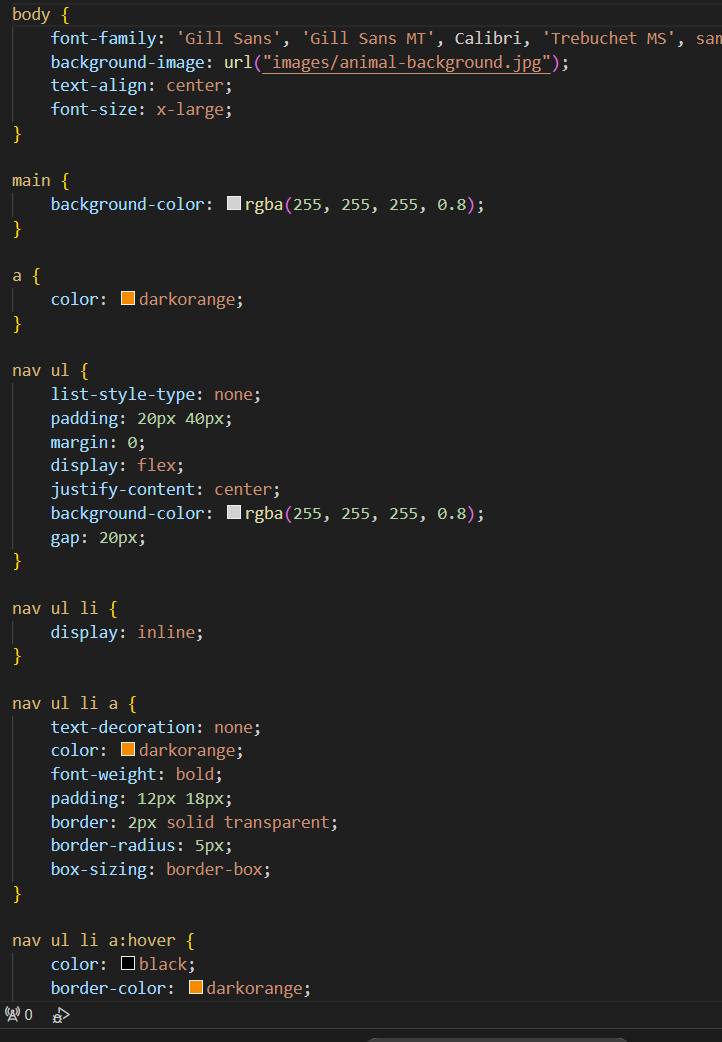 body {
    font-family: 'Gill Sans', 'Gill Sans MT', Calibri, 'Trebuchet MS',
    background-image: url("images/animal-background.jpg");
    text-align: center;
    font-size: x-large;
}
main {
    background-color: rgba(255, 255, 255, 0.8);
}
a {
    color: darkorange;
}
nav ul {
    list-style-type: none;
    padding: 20px 40px;
    margin: 0;
    display: flex;
    justify-content: center;
    background-color: rgba(255, 255, 255, 0.8);
    gap: 20px;
}
nav ul li {
    display: inline;
}
nav ul li a {
    text-decoration: none;
    color: darkorange;
    font-weight: bold;
    padding: 12px 18px;
    border: 2px solid transparent;
    border-radius: 5px;
    box-sizing: border-box;
}
nav ul li a:hover {
    color: black;
    border-color: darkorange;
0